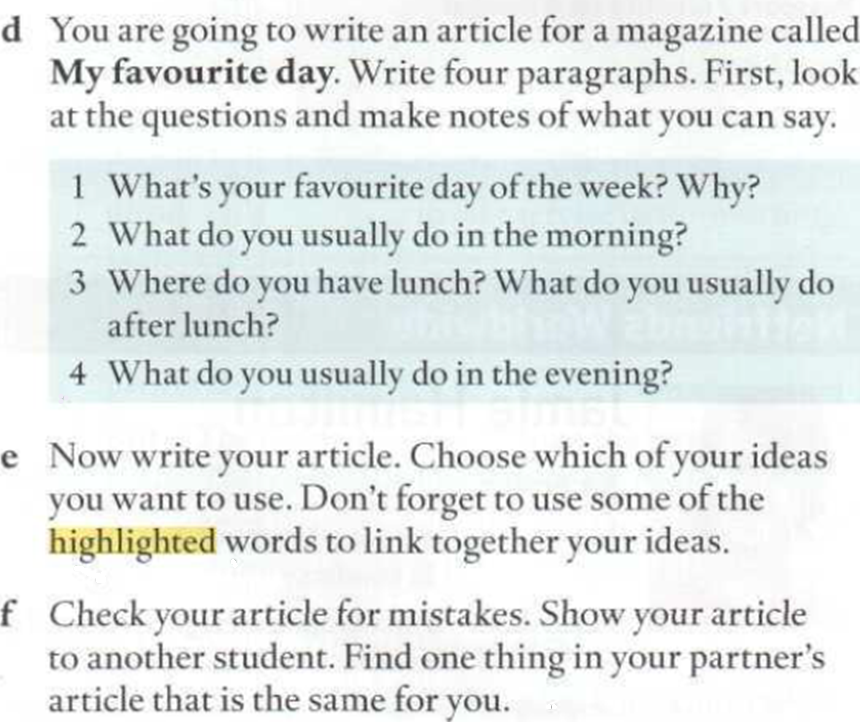 d You are going to write an article for a magazine called
My favourite day. Write four paragraphs. First, look
at the questions and make notes of what you can say.
1 What's your favourite day of the week? Why?
2 What do you usually do in the morning?
3 Where do you have lunch? What do you usually do
after lunch?
4 What do you usually do in the evening?
e Now write your article. Choose which of your ideas
you want to use. Don't forget to use some of the
highlighted words to link together your ideas.
f Check your article for mistakes. Show your article
to another student. Find one thing in your partner's
article that is the same for you.